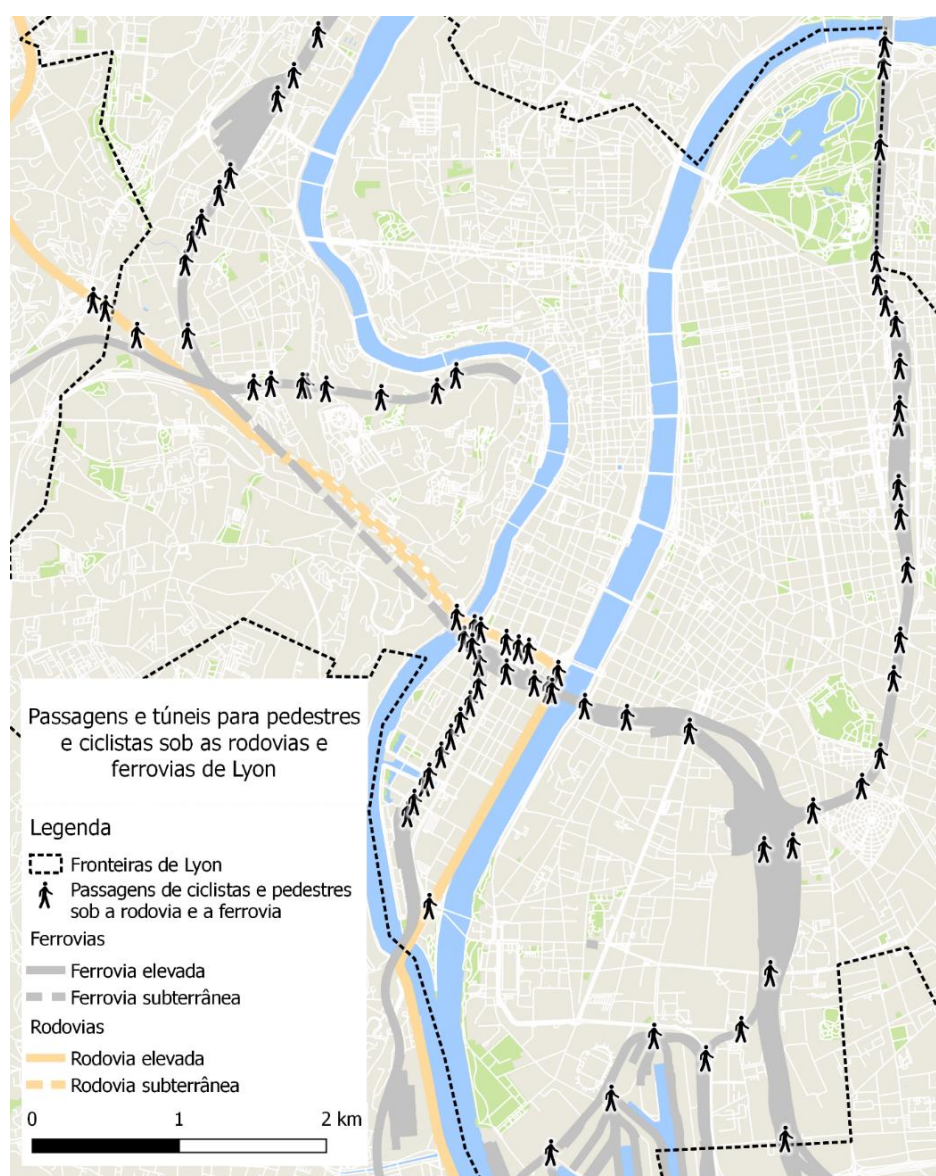 Passagens e túneis para pedestres
e ciclistas sob as rodovias e
ferrovias de Lyon
Legenda
Fronteiras de Lyon
Passagens de ciclistas e pedestres
sob a rodovia e a ferrovia
Ferrovias
Ferrovia elevada
Ferrovia subterrânea
Rodovias
Rodovia elevada
Rodovia subterrânea
0 1 2 km